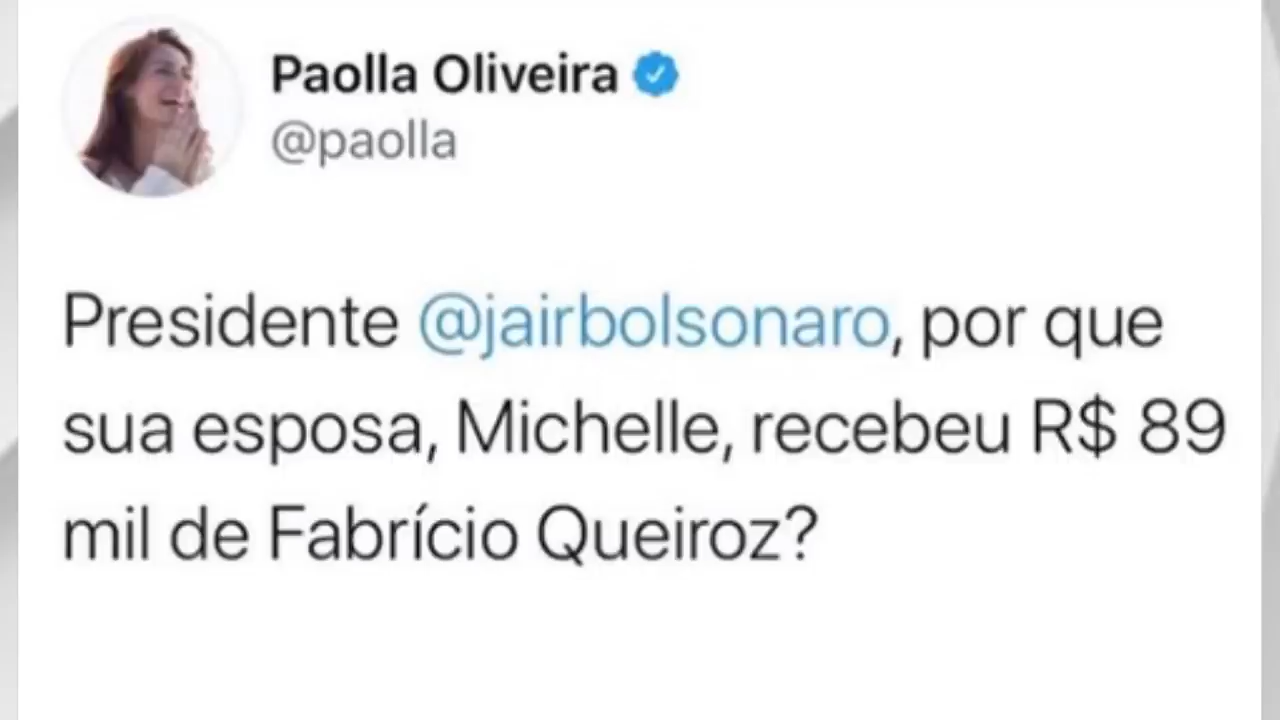 Paolla Oliveira
@paolla
Presidente @jairbolsonaro, por que
sua esposa, Michelle, recebeu R$ 89
mil de Fabrício Queiroz?